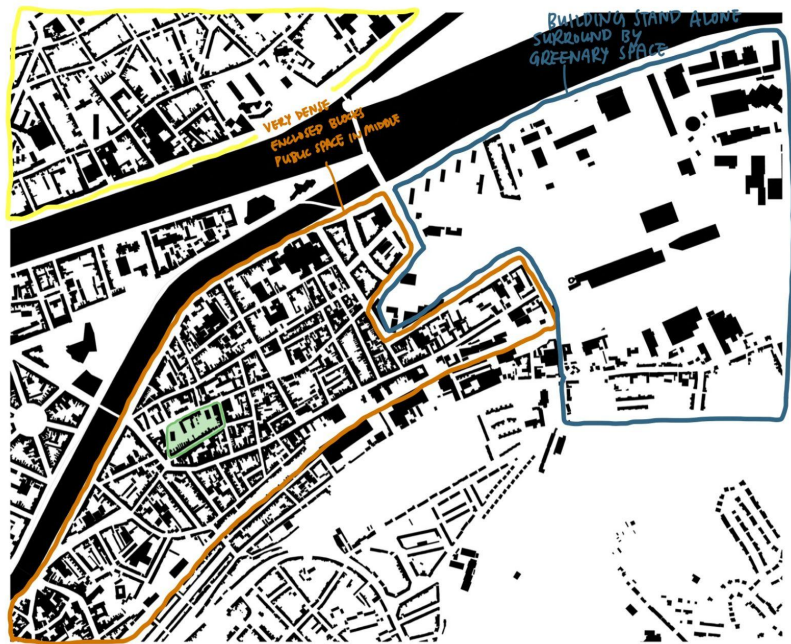 BUILDING STAND ALONE
SURROUND BY
GREENARY SPACE
VERY DENSE
ENCLOSED BLOCKS
PUBLIC SPACE IN MIDDLE